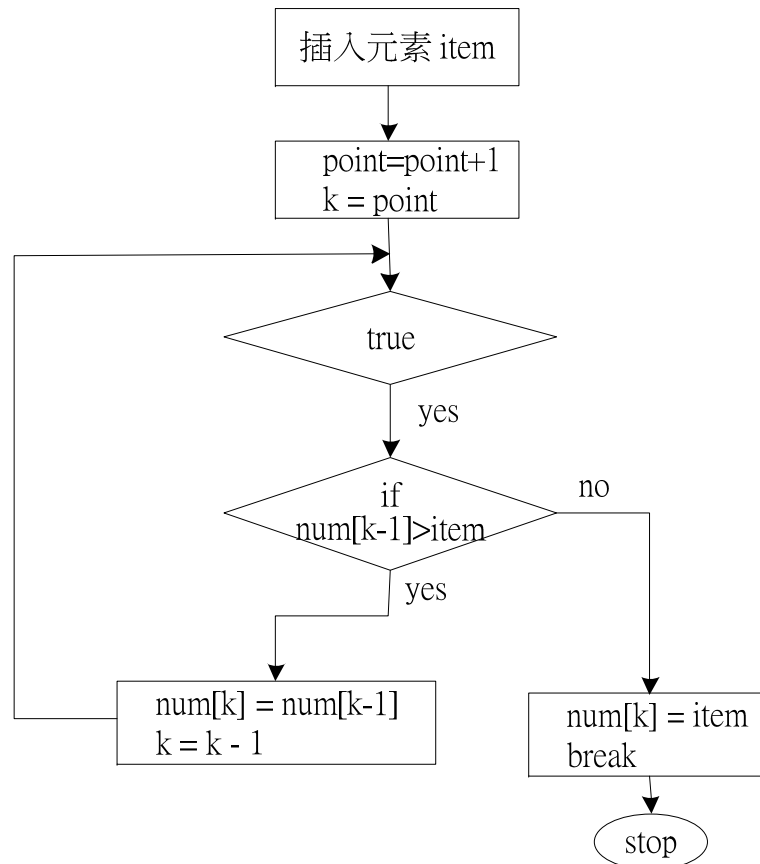 插入元素 item
point=point+1
k = point
true
yes
if
num[k-1]>item
no
yes
num[k] = num[k-1]
k = k - 1
num[k] = item
break
stop